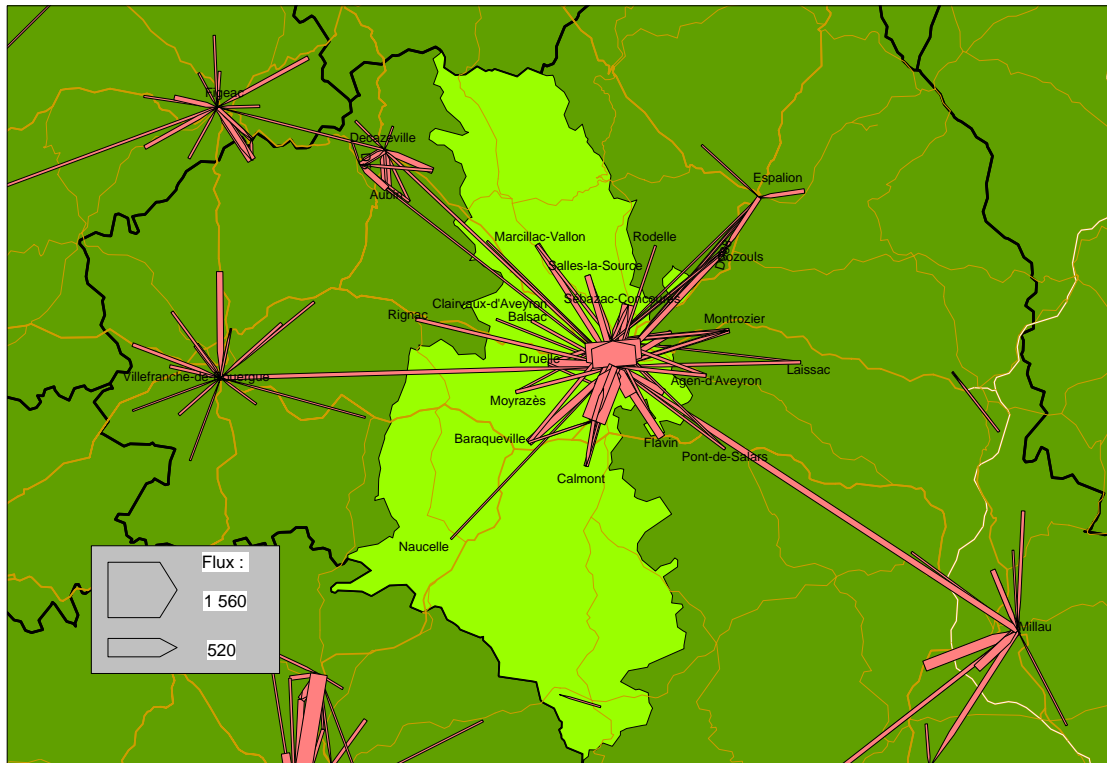 Figeac
Decazeville
Aubin
Espalion
Marcillac-Vallon
Rodelle
Bozouls
Salles-la-Source
Clairvaux-d'Aveyron
Sébazac-Concourès
Rignac
Balsac
Montrozier
Druelle
Laissac
Villefranche-de-Rouergue
Agen-d'Aveyron
Moyrazès
Baraqueville
Flavin
Pont-de-Salars
Calmont
Naucelle
Flux :
1 560
520
Millau